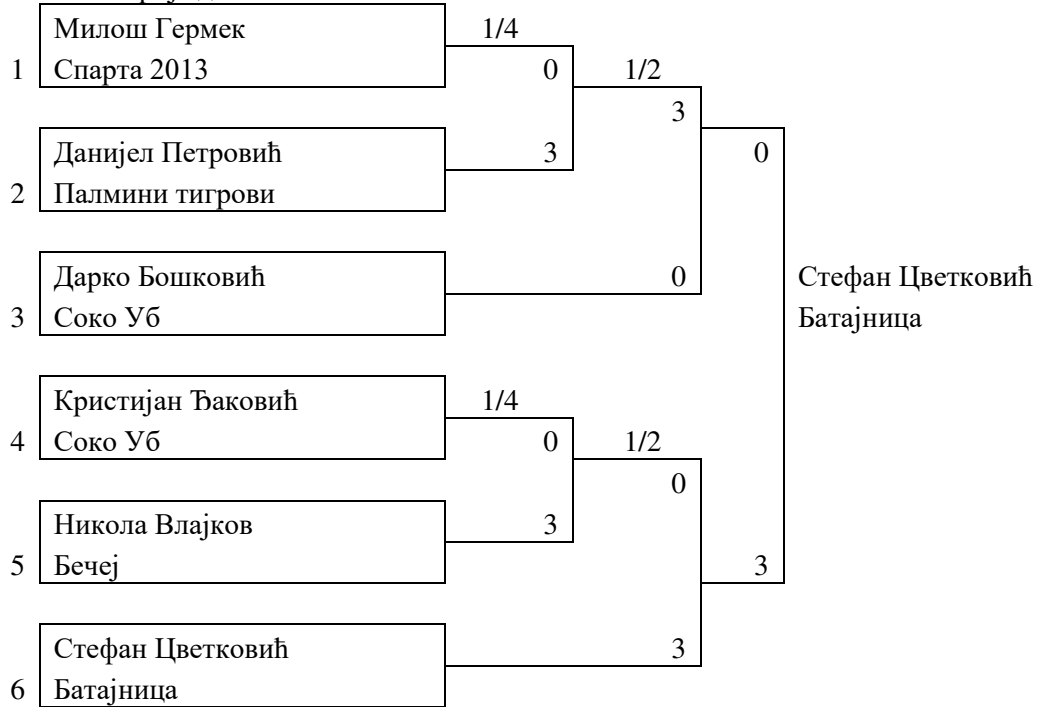 Милош Гермек 1/4
1 Спарта 2013 0 1/2
3
Данијел Петровић 3 0
2 Палмини тигрови
Дарко Бошковић 0 Стефан Цветковић
3 Соко Уб Батајница
Кристијан Ђаковић 1/4
4 Соко Уб 0 1/2
0
Никола Влајков 3
5 Бечеј 3
Стефан Цветковић 3
6 Батајница